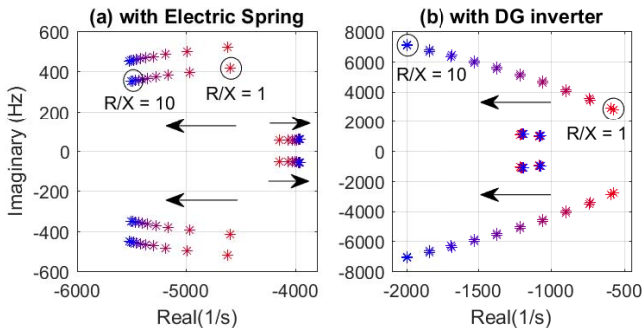 (a) with Electric Spring
(b) with DG inverter
Imaginary (Hz)
600
400
200
0
-200
-400
-600
R/X = 10
R/X = 1
-6000
-5000
-4000
Real(1/s)
8000
6000
4000
2000
0
-2000
-4000
-6000
-8000
R/X = 10
R/X = 1
-2000
-1500
-1000
-500
Real(1/s)